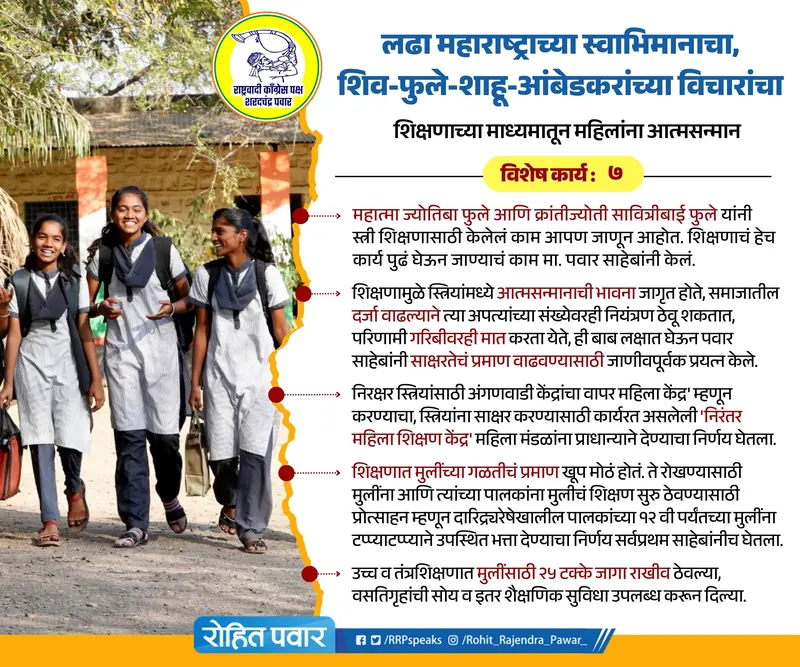 राष्ट्रवादी काँग्रेस पक्ष
शरदचंद्र पवार
लढा महाराष्ट्राच्या स्वाभिमानाचा,
शिव-फुले-शाहू-आंबेडकरांच्या विचारांचा
शिक्षणाच्या माध्यमातून महिलांना आत्मसन्मान
विशेष कार्य : ७
महात्मा ज्योतिबा फुले आणि क्रांतीज्योती सावित्रीबाई फुले यांनी
स्त्री शिक्षणासाठी केलेलं काम आपण जाणून आहोत. शिक्षणाचं हेच
कार्य पुढं घेऊन जाण्याचं काम मा. पवार साहेबांनी केलं.
शिक्षणामुळे स्त्रियांमध्ये आत्मसन्मानाची भावना जागृत होते, समाजातील
दर्जा वाढल्याने त्या अपत्यांच्या संख्येवरही नियंत्रण ठेवू शकतात,
परिणामी गरिबीवरही मात करता येते, ही बाब लक्षात घेऊन पवार
साहेबांनी साक्षरतेचं प्रमाण वाढवण्यासाठी जाणीवपूर्वक प्रयत्न केले.
निरक्षर स्त्रियांसाठी अंगणवाडी केंद्रांचा वापर महिला केंद्र' म्हणून
करण्याचा, स्त्रियांना साक्षर करण्यासाठी कार्यरत असलेली 'निरंतर
महिला शिक्षण केंद्र' महिला मंडळांना प्राधान्याने देण्याचा निर्णय घेतला.
शिक्षणात मुलींच्या गळतीचं प्रमाण खूप मोठं होतं. ते रोखण्यासाठी
मुलींना आणि त्यांच्या पालकांना मुलीचं शिक्षण सुरु ठेवण्यासाठी
प्रोत्साहन म्हणून दारिद्र्यरेषेखालील पालकांच्या १२ वी पर्यंतच्या मुलींना
टप्प्याटप्प्याने उपस्थित भत्ता देण्याचा निर्णय सर्वप्रथम साहेबांनीच घेतला.
उच्च व तंत्रशिक्षणात मुलींसाठी २५ टक्के जागा राखीव ठेवल्या,
वसतिगृहांची सोय व इतर शैक्षणिक सुविधा उपलब्ध करून दिल्या.
रोहित पवार
/RRPspeaks /Rohit_Rajendra_Pawar_